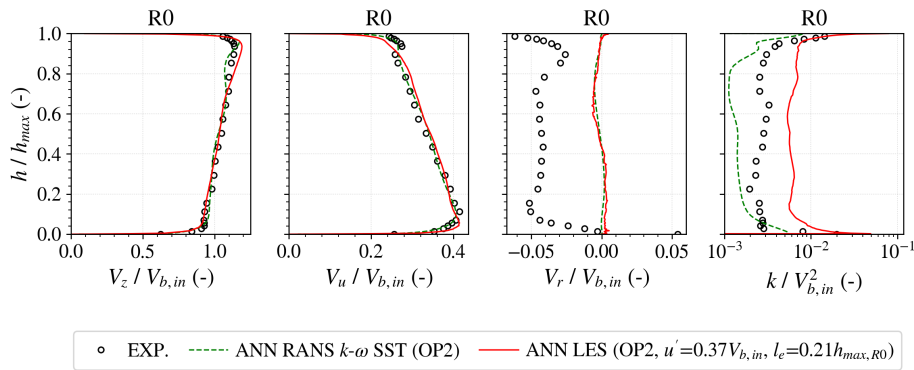 R0 R0 R0 R0
1.0
0.8
0.6
0.4
0.2
0.0
h / h_max (-)
0.0 0.5 1.0 0.0 0.2 0.4 −0.05 0.00 0.05 10⁻³ 10⁻² 10⁻¹
V_z / V_b,in (-) V_u / V_b,in (-) V_r / V_b,in (-) k / V²_b,in (-)
EXP. ANN RANS k-ω SST (OP2) ANN LES (OP2, u′=0.37V_b,in, l_e=0.21h_max,R0)